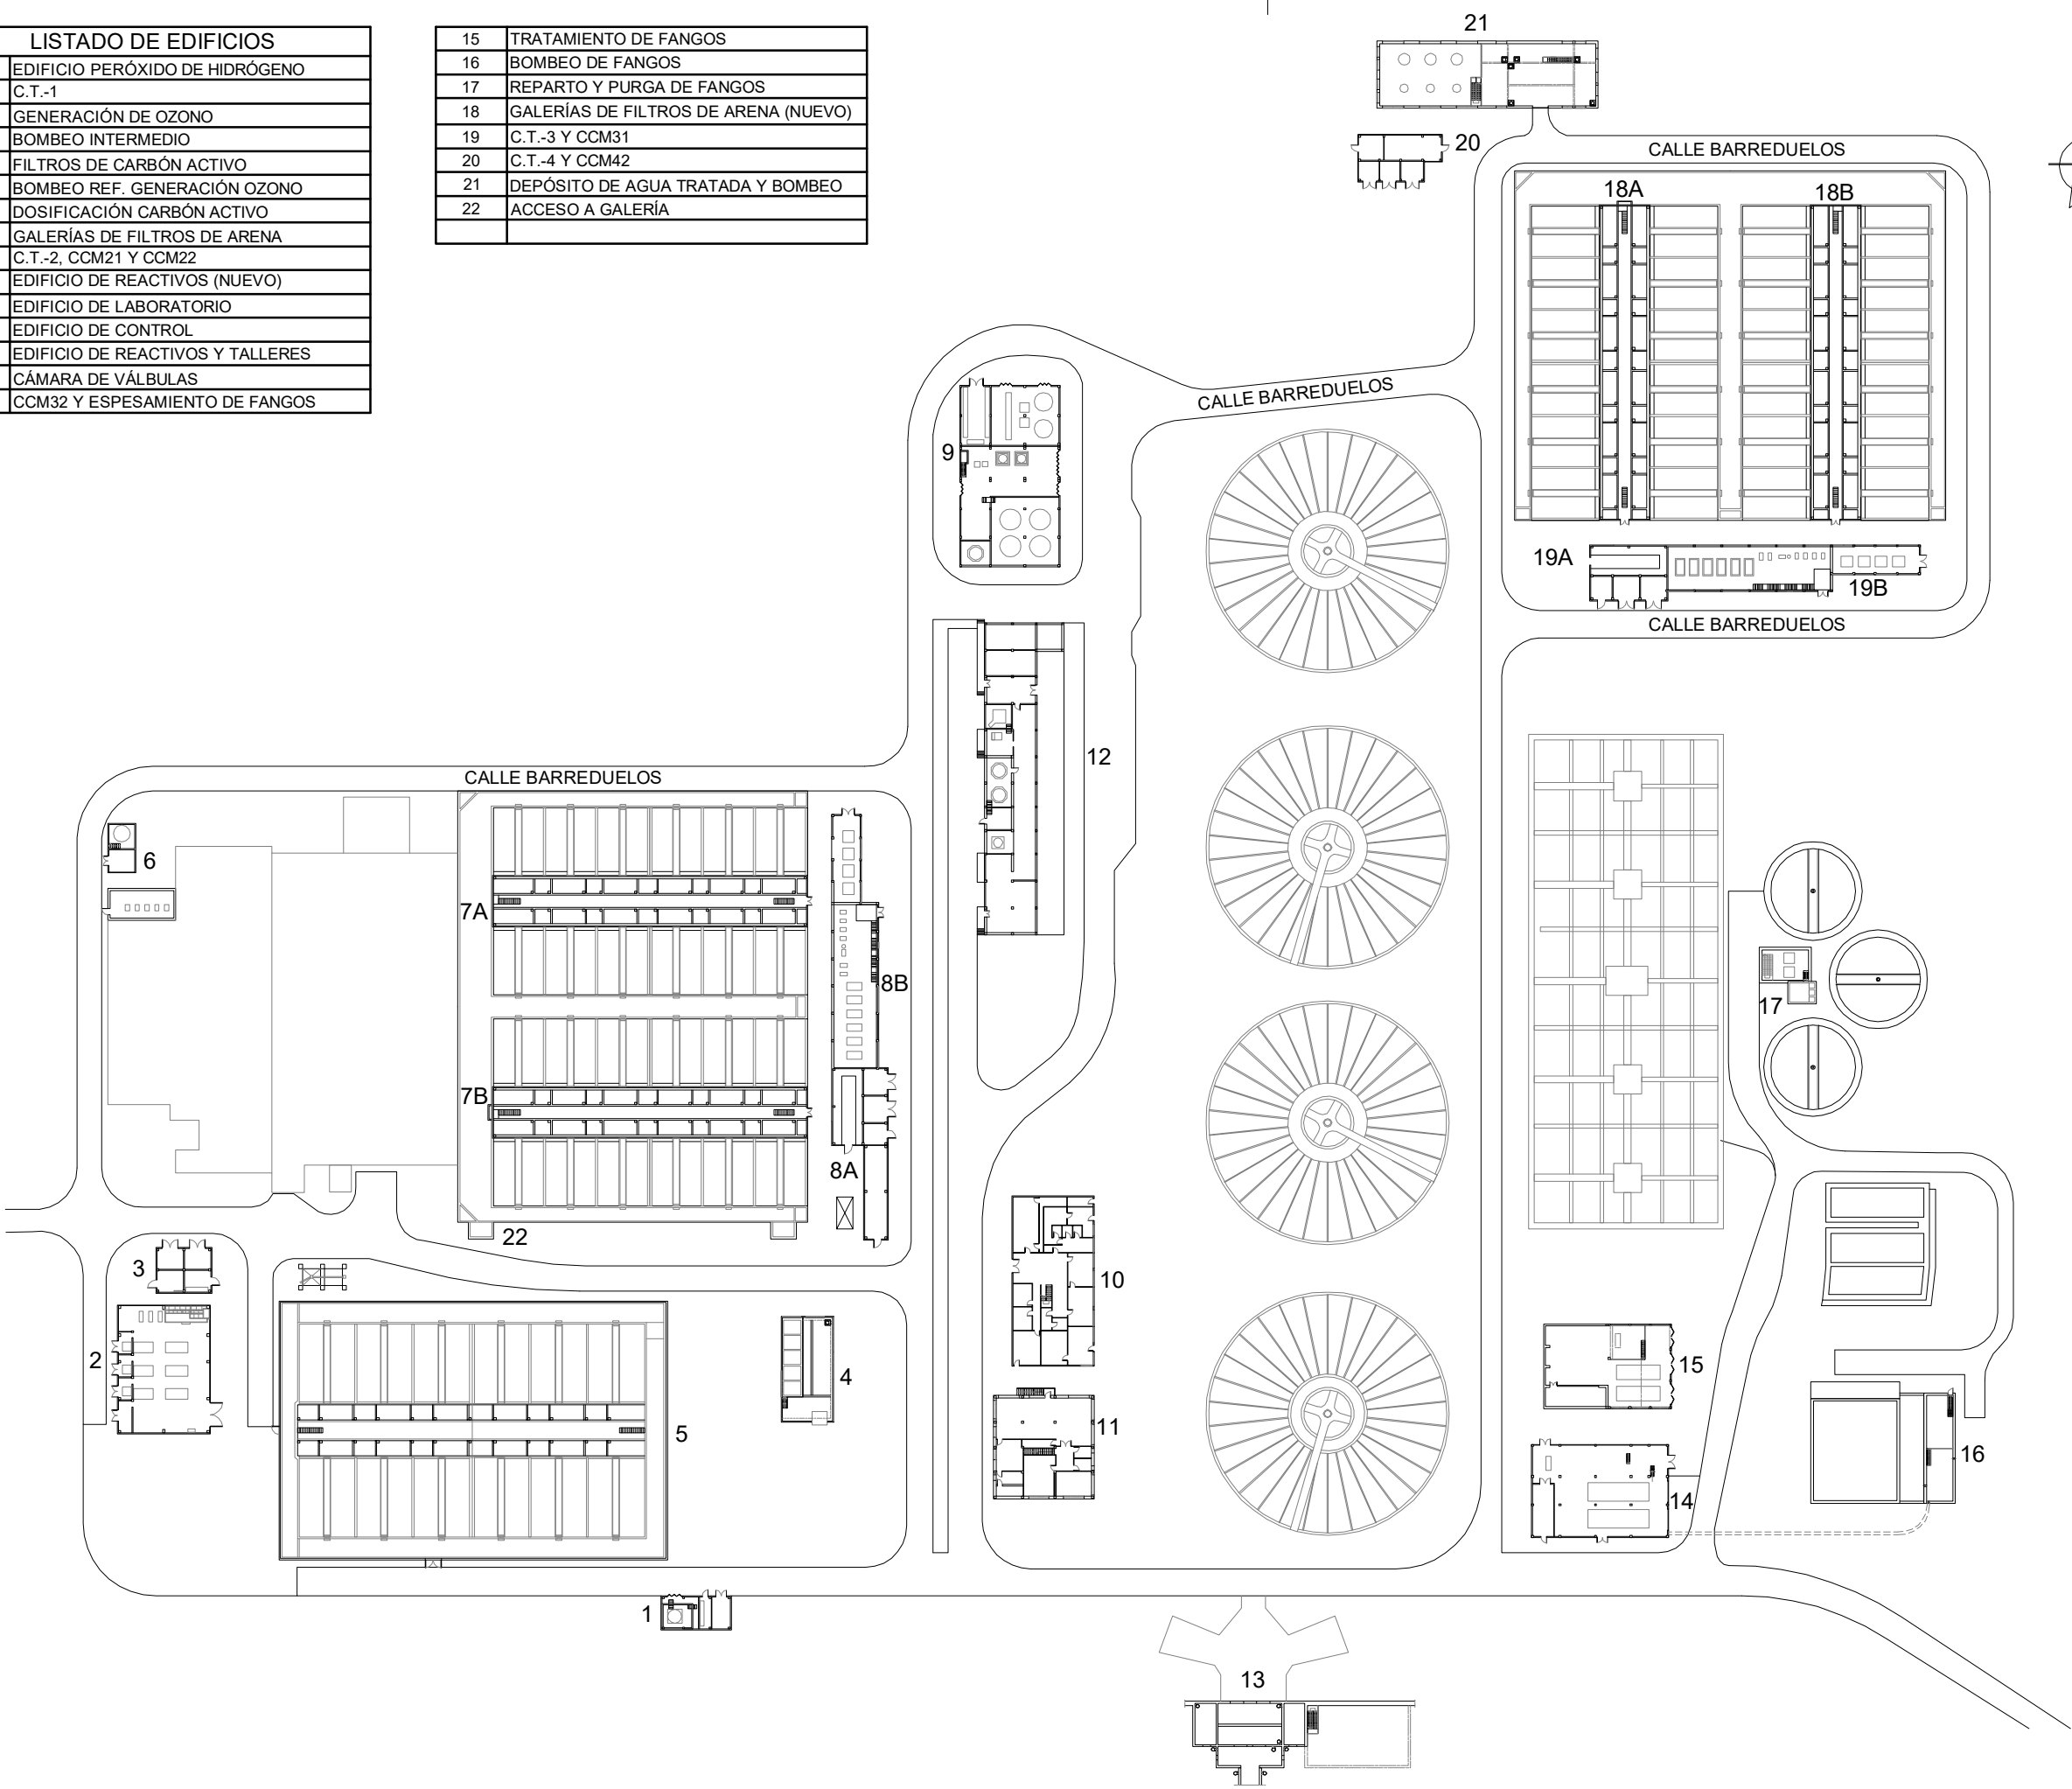 LISTADO DE EDIFICIOS
EDIFICIO PERÓXIDO DE HIDRÓGENO
C.T.-1
GENERACIÓN DE OZONO
BOMBEO INTERMEDIO
FILTROS DE CARBÓN ACTIVO
BOMBEO REF. GENERACIÓN OZONO
DOSIFICACIÓN CARBÓN ACTIVO
GALERÍAS DE FILTROS DE ARENA
C.T.-2, CCM21 Y CCM22
EDIFICIO DE REACTIVOS (NUEVO)
EDIFICIO DE LABORATORIO
EDIFICIO DE CONTROL
EDIFICIO DE REACTIVOS Y TALLERES
CÁMARA DE VÁLBULAS
CCM32 Y ESPESAMIENTO DE FANGOS
15 TRATAMIENTO DE FANGOS
16 BOMBEO DE FANGOS
17 REPARTO Y PURGA DE FANGOS
18 GALERÍAS DE FILTROS DE ARENA (NUEVO)
19 C.T.-3 Y CCM31
20 C.T.-4 Y CCM42
21 DEPÓSITO DE AGUA TRATADA Y BOMBEO
22 ACCESO A GALERÍA
21
20
CALLE BARREDUELOS
18A
18B
CALLE BARREDUELOS
9
19A
19B
CALLE BARREDUELOS
12
CALLE BARREDUELOS
6
7A
8B
17
7B
8A
22
3
10
2
4
15
5
11
16
14
1
13